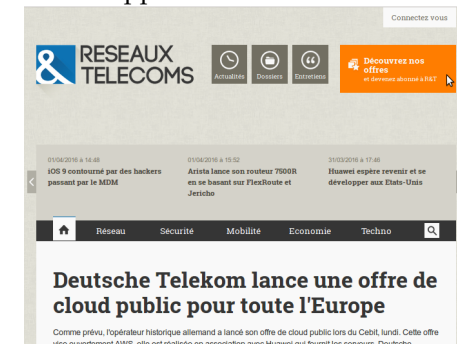 Connectez vous
& RESEAUX
TELECOMS
Actualités
Dossiers
Entretiens
Découvrez nos
offres
et devenez abonné à R&T
01/04/2016 à 14:48
iOS 9 contourné par des hackers
passant par le MDM
01/04/2016 à 15:52
Arista lance son routeur 7500R
en se basant sur FlexRoute et
Jericho
31/03/2016 à 17:48
Huawei espère revenir et se
développer aux Etats-Unis
Réseau
Sécurité
Mobilité
Economie
Techno
Deutsche Telekom lance une offre de
cloud public pour toute l'Europe
Comme prévu, l'opérateur historique allemand a lancé son offre de cloud public lors du Cebit, lundi. Cette offre